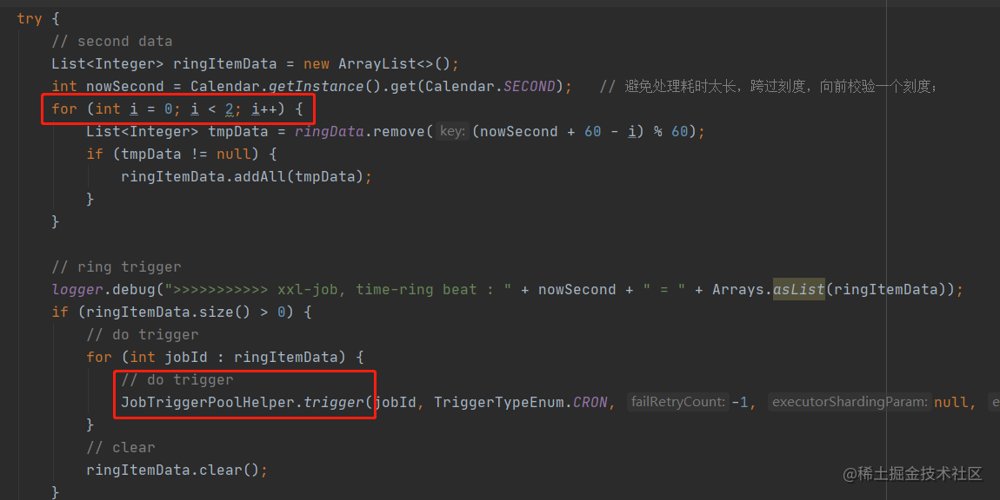 try {
// second data
List<Integer> ringItemData = new ArrayList<>();
int nowSecond = Calendar.getInstance().get(Calendar.SECOND);   // 避免处理耗时太长，跨过刻度，向前校验一个刻度；
for (int i = 0; i < 2; i++) {
List<Integer> tmpData = ringData.remove( key: (nowSecond + 60 - i) % 60);
if (tmpData != null) {
ringItemData.addAll(tmpData);
}
}
// ring trigger
logger.debug(">>>>>>>>>>> xxl-job, time-ring beat : " + nowSecond + " = " + Arrays.asList(ringItemData));
if (ringItemData.size() > 0) {
// do trigger
for (int jobId : ringItemData) {
// do trigger
JobTriggerPoolHelper.trigger(jobId, TriggerTypeEnum.CRON, failRetryCount: -1, executorShardingParam: null, e
}
// clear
ringItemData.clear();
}
@稀土掘金技术社区